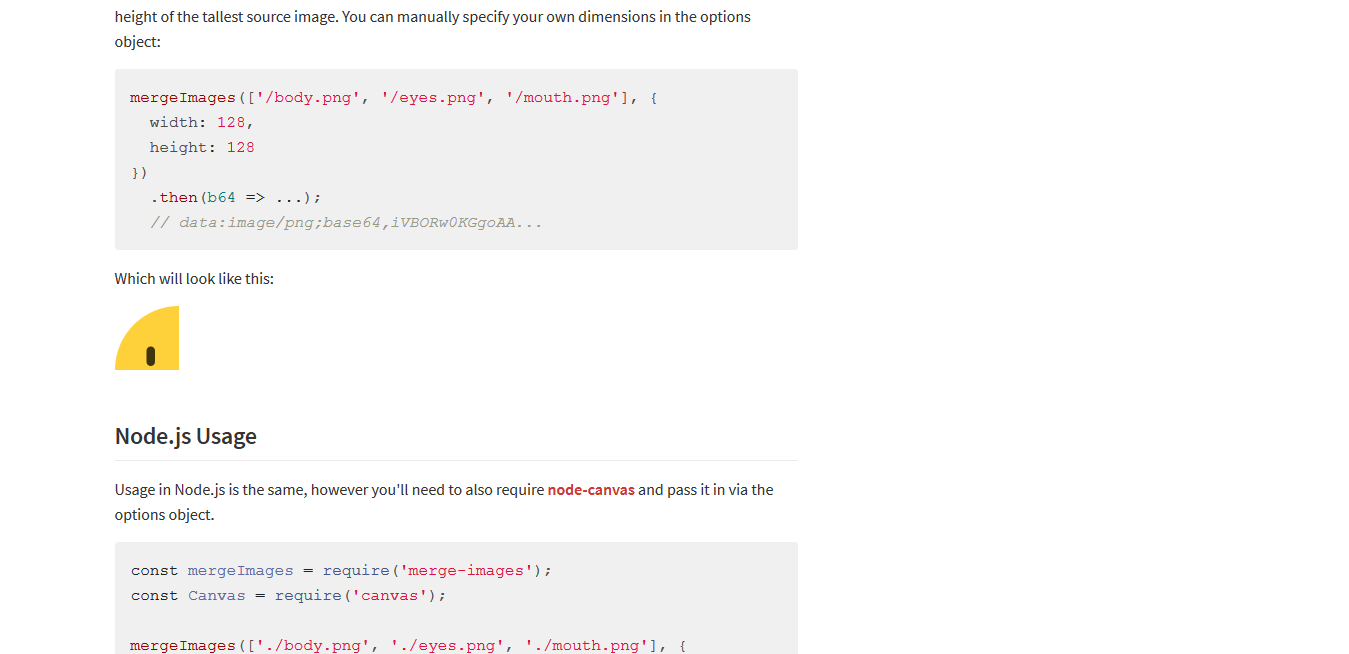 height of the tallest source image. You can manually specify your own dimensions in the options
object:
mergeImages(['/body.png', '/eyes.png', '/mouth.png'], {
  width: 128,
  height: 128
})
  .then(b64 => ...);
  // data:image/png;base64,iVBORw0KGgoAA...
Which will look like this:
Node.js Usage
Usage in Node.js is the same, however you'll need to also require node-canvas and pass it in via the
options object.
const mergeImages = require('merge-images');
const Canvas = require('canvas');
mergeImages(['./body.png', './eyes.png', './mouth.png'], {